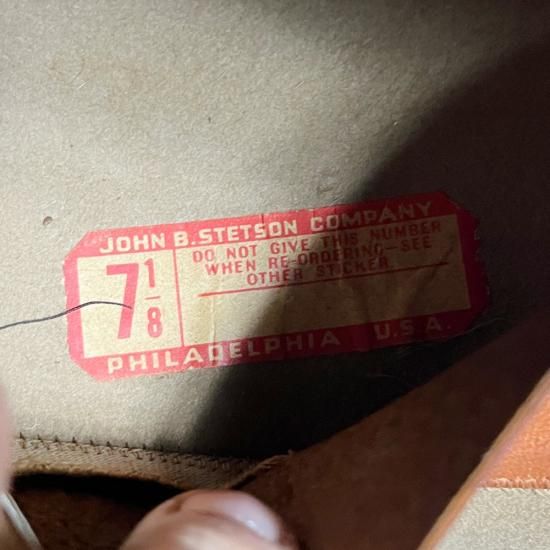 JOHN B. STETSON COMPANY
7 1/8
DO NOT GIVE THIS NUMBER
WHEN RE-ORDERING—SEE
OTHER STICKER
PHILADELPHIA U.S.A.